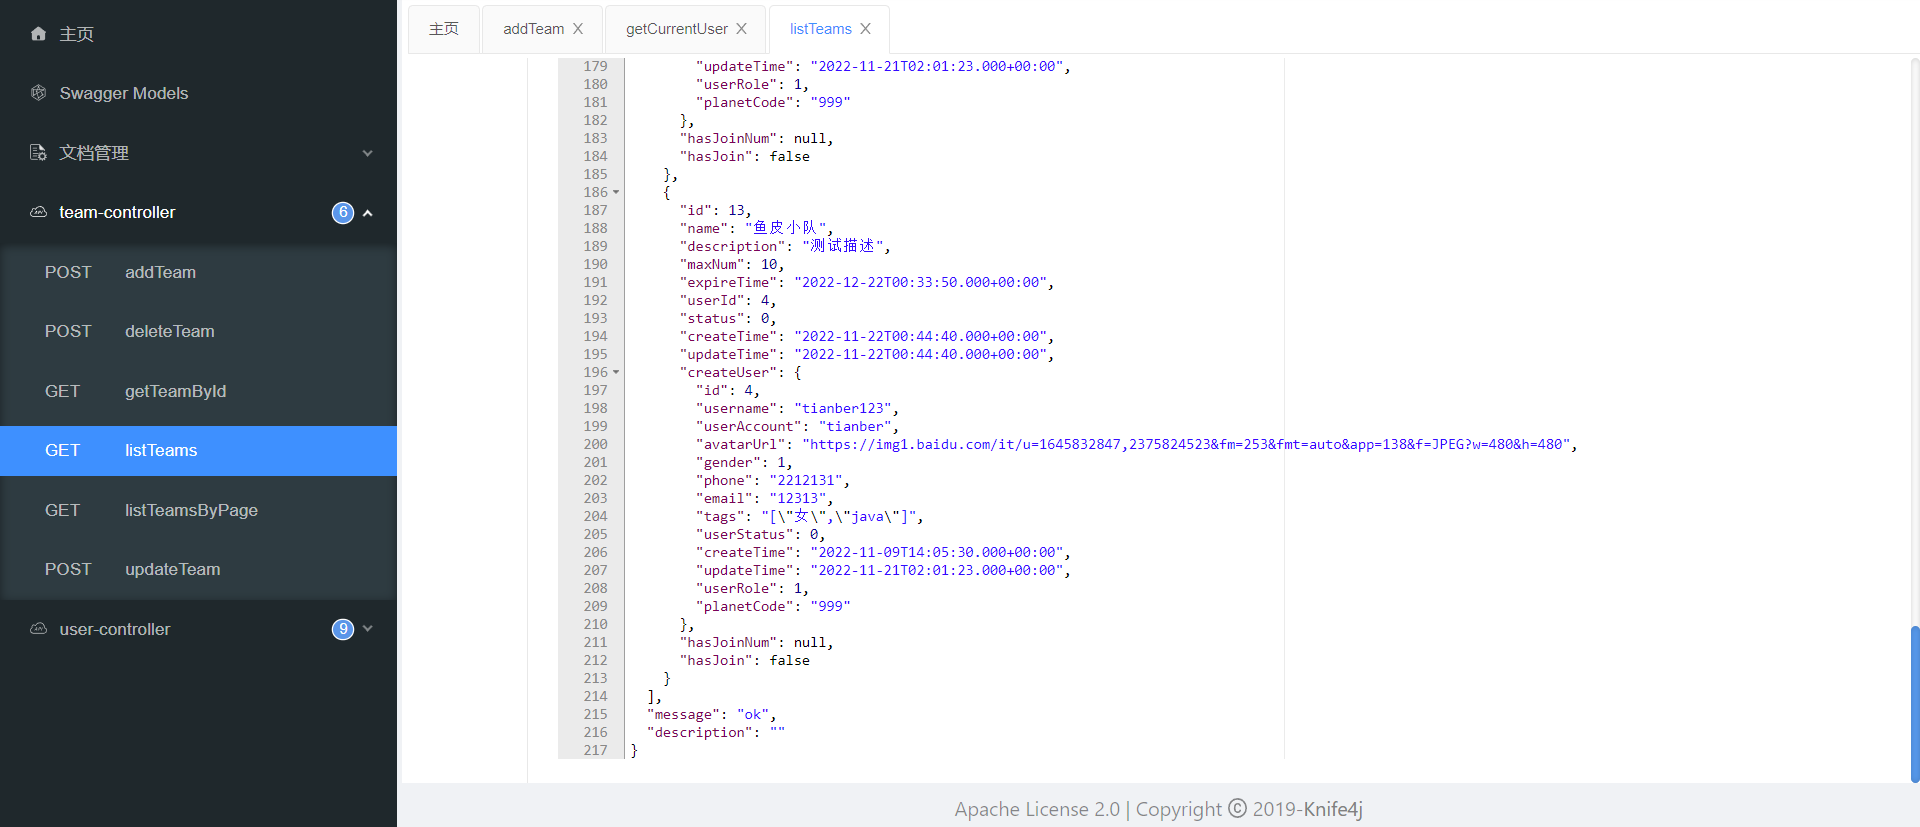 主页
Swagger Models
文档管理
team-controller 6
POST addTeam
POST deleteTeam
GET getTeamById
GET listTeams
GET listTeamsByPage
POST updateTeam
user-controller 9
主页 addTeam X getCurrentUser X listTeams X
179 "updateTime": "2022-11-21T02:01:23.000+00:00",
180 "userRole": 1,
181 "planetCode": "999"
182 },
183 "hasJoinNum": null,
184 "hasJoin": false
185 },
186 {
187 "id": 13,
188 "name": "鱼皮小队",
189 "description": "测试描述",
190 "maxNum": 10,
191 "expireTime": "2022-12-22T00:33:50.000+00:00",
192 "userId": 4,
193 "status": 0,
194 "createTime": "2022-11-22T00:44:40.000+00:00",
195 "updateTime": "2022-11-22T00:44:40.000+00:00",
196 "createUser": {
197 "id": 4,
198 "username": "tianber123",
199 "userAccount": "tianber",
200 "avatarUrl": "https://img1.baidu.com/it/u=1645832847,2375824523&fm=253&fmt=auto&app=138&f=JPEG?w=480&h=480",
201 "gender": 1,
202 "phone": "2212131",
203 "email": "12313",
204 "tags": "[\"女\",\"java\"]",
205 "userStatus": 0,
206 "createTime": "2022-11-09T14:05:30.000+00:00",
207 "updateTime": "2022-11-21T02:01:23.000+00:00",
208 "userRole": 1,
209 "planetCode": "999"
210 },
211 "hasJoinNum": null,
212 "hasJoin": false
213 }
214 ],
215 "message": "ok",
216 "description": ""
217 }
Apache License 2.0 | Copyright © 2019-Knife4j